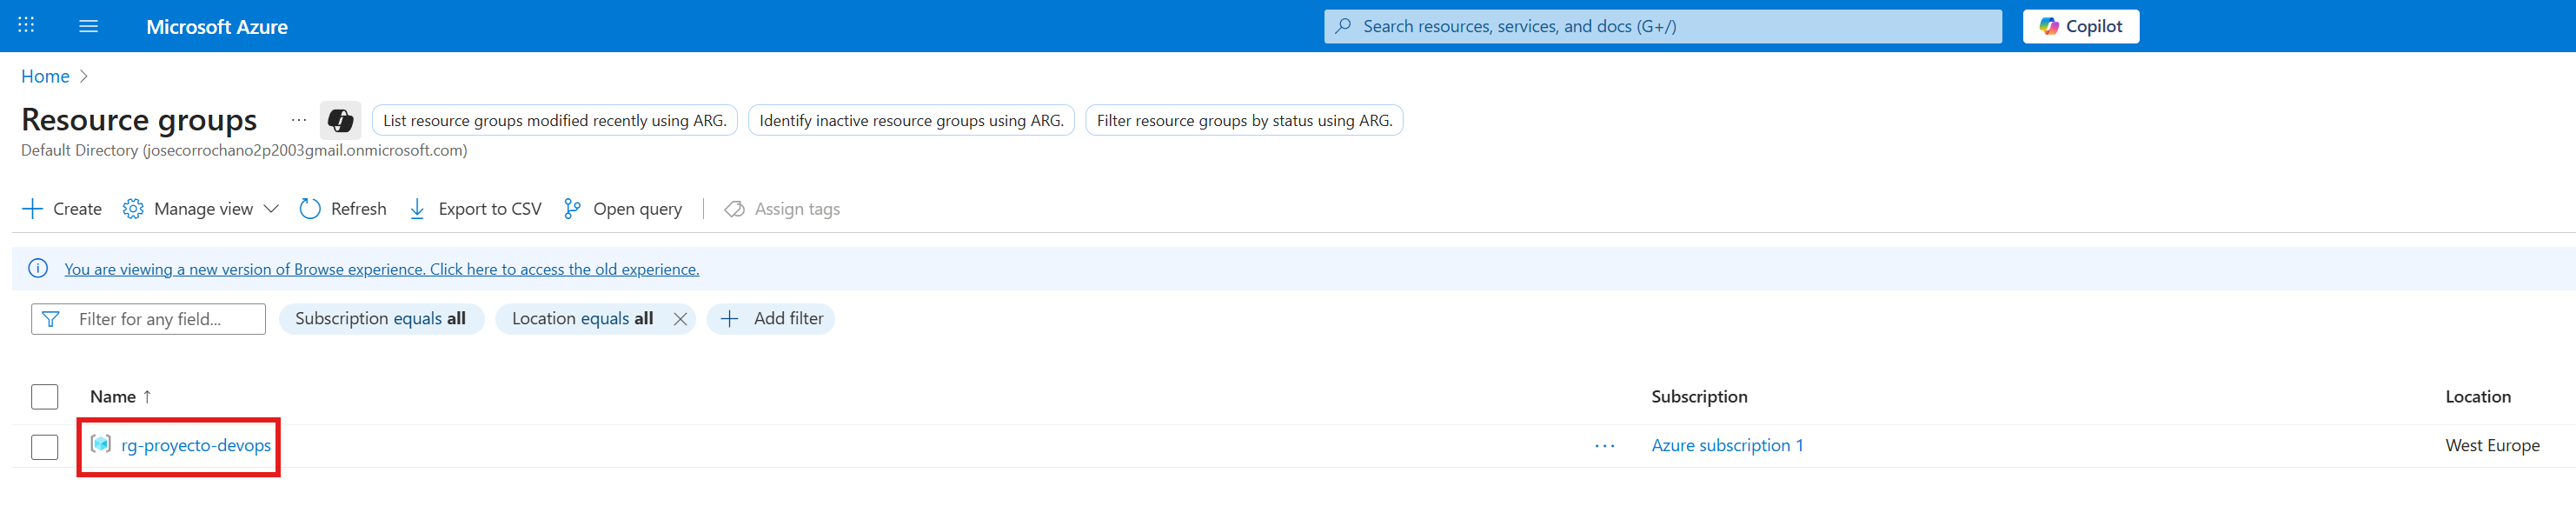 Microsoft Azure
Search resources, services, and docs (G+/)
Copilot
Home
Resource groups
List resource groups modified recently using ARG.
Identify inactive resource groups using ARG.
Filter resource groups by status using ARG.
Default Directory (josecorrochano2p2003gmail.onmicrosoft.com)
Create
Manage view
Refresh
Export to CSV
Open query
Assign tags
You are viewing a new version of Browse experience. Click here to access the old experience.
Filter for any field...
Subscription equals all
Location equals all
Add filter
Name ↑
Subscription
Location
rg-proyecto-devops
Azure subscription 1
West Europe